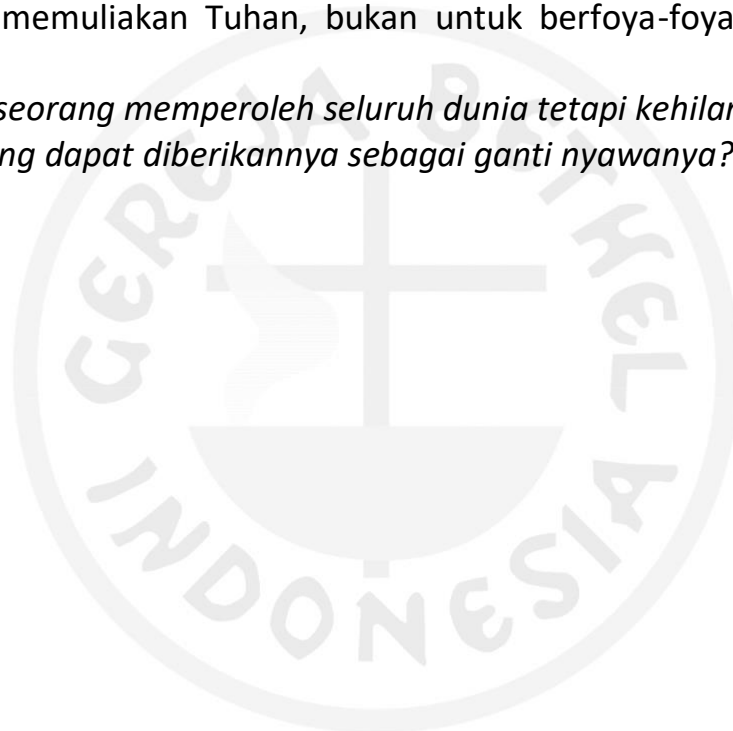 memuliakan Tuhan, bukan untuk berfoya-foya
seorang memperoleh seluruh dunia tetapi kehilan
ng dapat diberikannya sebagai ganti nyawanya?
GEREJA BETHEL
INDONESIA